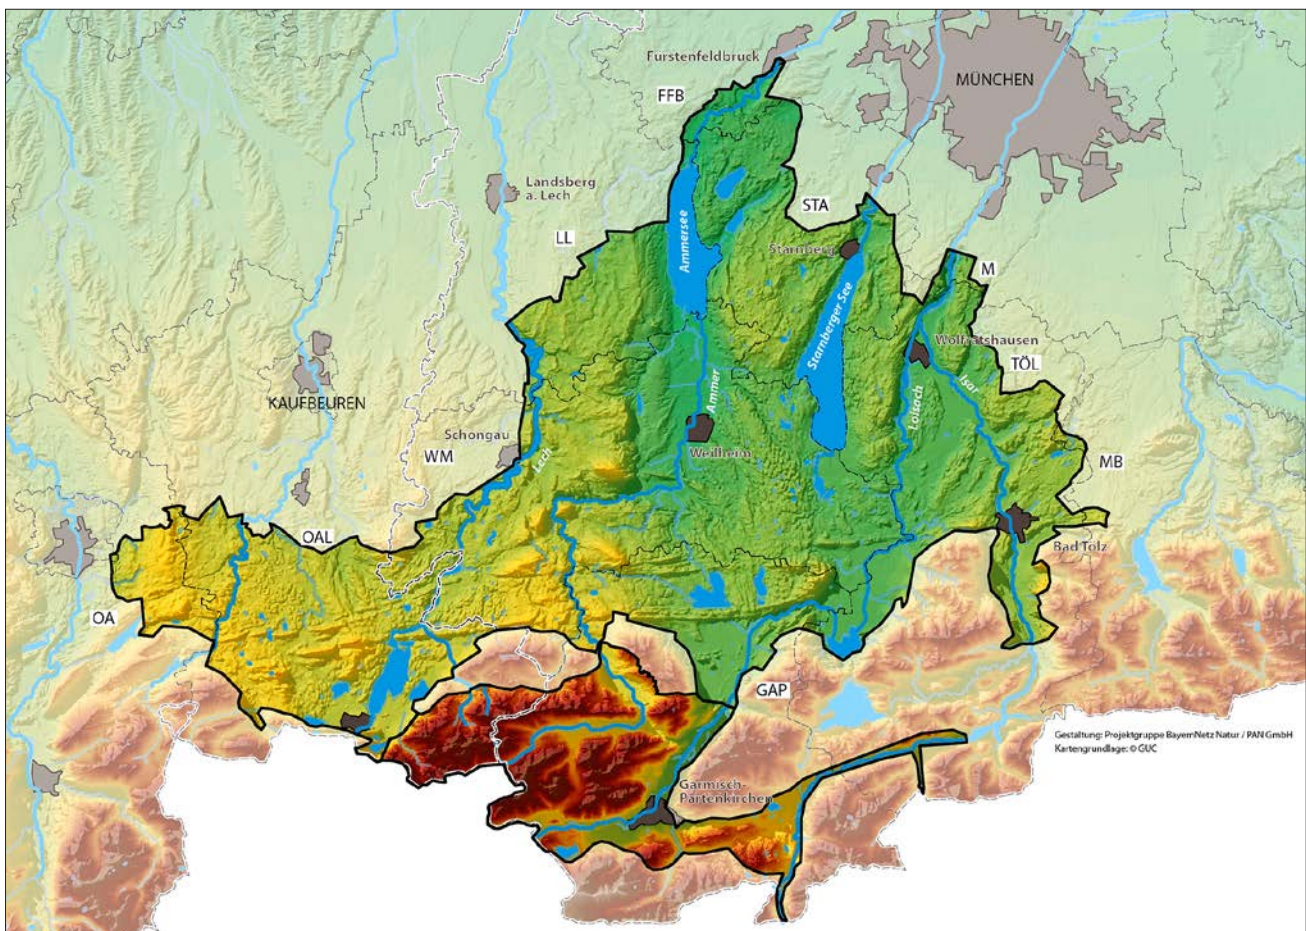 Fürstenfeldbruck
MÜNCHEN
FFB
Landsberg
a. Lech
STA
LL
Ammersee
Starnberg
M
Starnberger See
Wolfratshausen
TÖL
Isar
Loisach
KAUFBEUREN
Ammer
Schongau
WM
Lech
Weilheim
MB
OAL
Bad Tölz
OA
GAP
Gestaltung: Projektgruppe BayernNetz Natur / PAN GmbH
Kartengrundlage: © GUC
Garmisch-
Partenkirchen